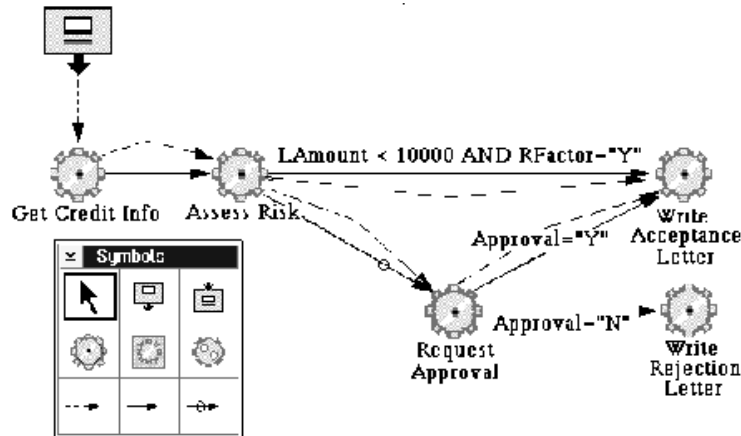 LAmount < 10000 AND RFactor="Y"
Get Credit Info
Assess Risk
Write
Acceptance
Letter
Approval="Y"
Symbols
Approval="N"
Request
Approval
Write
Rejection
Letter